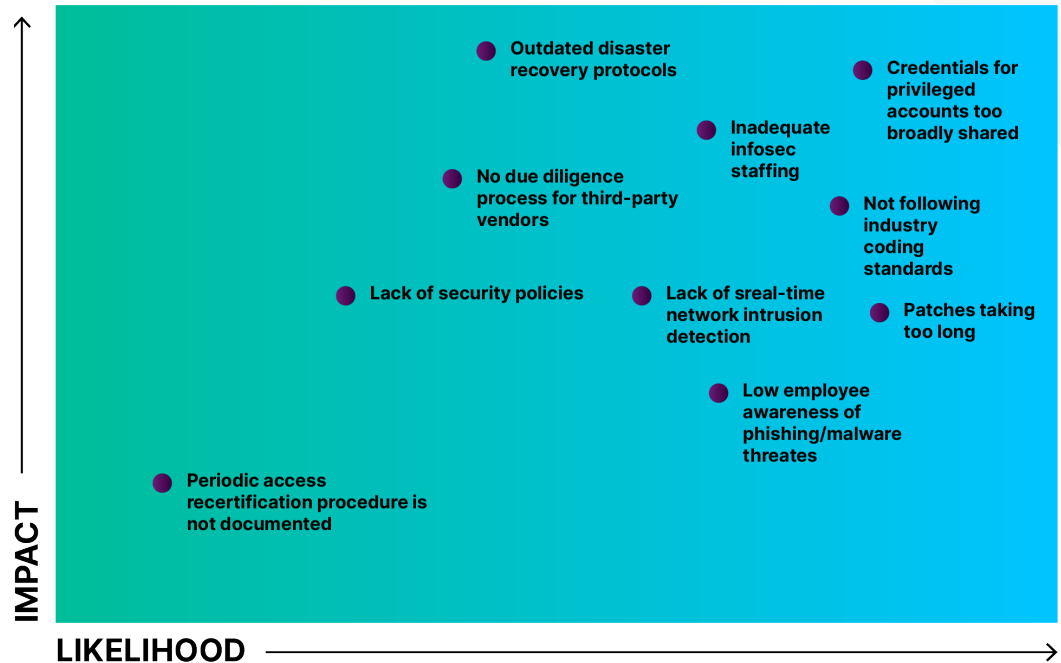 Outdated disaster
recovery protocols
Credentials for
privileged
accounts too
broadly shared
Inadequate
infosec
staffing
No due diligence
process for third-party
vendors
Not following
industry
coding
standards
Lack of security policies
Lack of sreal-time
network intrusion
detection
Patches taking
too long
Low employee
awareness of
phishing/malware
threates
Periodic access
recertification procedure is
not documented
IMPACT
LIKELIHOOD